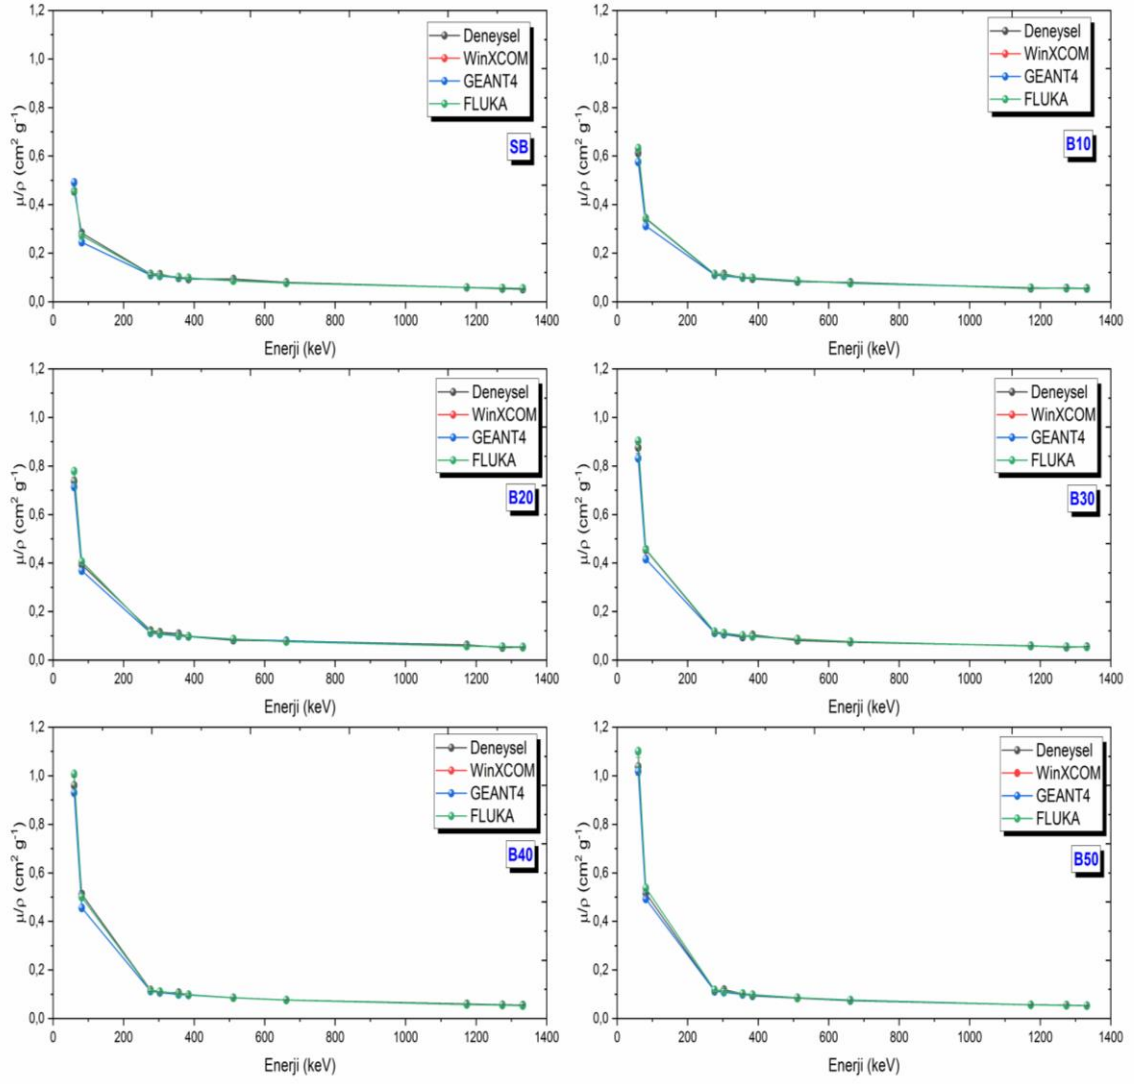 1,2
1,0
0,8
0,6
0,4
0,2
0,0
μ/ρ (cm² g⁻¹)
0 200 400 600 800 1000 1200 1400
Enerji (keV)
Deneysel
WinXCOM
GEANT4
FLUKA
SB
1,2
1,0
0,8
0,6
0,4
0,2
0,0
μ/ρ (cm² g⁻¹)
0 200 400 600 800 1000 1200 1400
Enerji (keV)
Deneysel
WinXCOM
GEANT4
FLUKA
B10
1,2
1,0
0,8
0,6
0,4
0,2
0,0
μ/ρ (cm² g⁻¹)
0 200 400 600 800 1000 1200 1400
Enerji (keV)
Deneysel
WinXCOM
GEANT4
FLUKA
B20
1,2
1,0
0,8
0,6
0,4
0,2
0,0
μ/ρ (cm² g⁻¹)
0 200 400 600 800 1000 1200 1400
Enerji (keV)
Deneysel
WinXCOM
GEANT4
FLUKA
B30
1,2
1,0
0,8
0,6
0,4
0,2
0,0
μ/ρ (cm² g⁻¹)
0 200 400 600 800 1000 1200 1400
Enerji (keV)
Deneysel
WinXCOM
GEANT4
FLUKA
B40
1,2
1,0
0,8
0,6
0,4
0,2
0,0
μ/ρ (cm² g⁻¹)
0 200 400 600 800 1000 1200 1400
Enerji (keV)
Deneysel
WinXCOM
GEANT4
FLUKA
B50